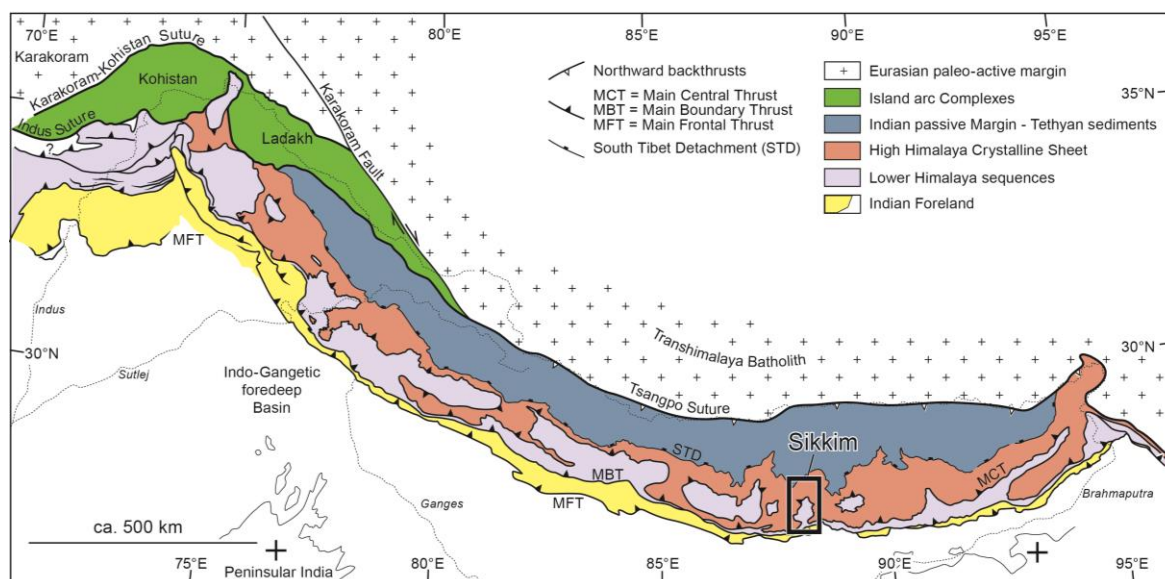 70°E
75°E
80°E
85°E
90°E
95°E
Karakoram
Karakoram-Kohistan Suture
Kohistan
Indus Suture
?
Ladakh
Karakoram Fault
35°N
Northward backthrusts
MCT = Main Central Thrust
MBT = Main Boundary Thrust
MFT = Main Frontal Thrust
South Tibet Detachment (STD)
+ Eurasian paleo-active margin
Island arc Complexes
Indian passive Margin - Tethyan sediments
High Himalaya Crystalline Sheet
Lower Himalaya sequences
Indian Foreland
MFT
Indus
30°N
Sutlej
Indo-Gangetic
foredeep
Basin
Transhimalaya Batholith
30°N
Tsangpo Suture
Sikkim
STD
MBT
MCT
MFT
Ganges
Brahmaputra
ca. 500 km
75°E
Peninsular India
80°E
85°E
90°E
95°E